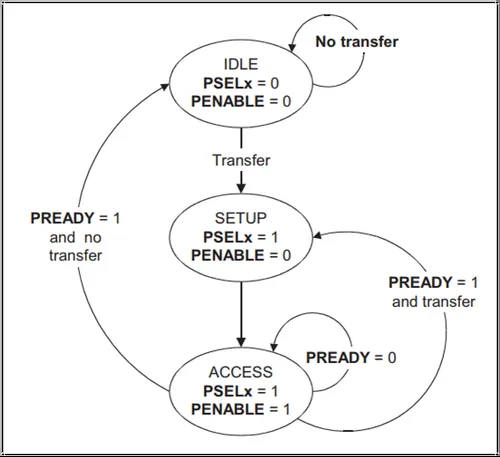 No transfer
IDLE
PSELx = 0
PENABLE = 0
Transfer
PREADY = 1
and no
transfer
SETUP
PSELx = 1
PENABLE = 0
PREADY = 1
and transfer
PREADY = 0
ACCESS
PSELx = 1
PENABLE = 1